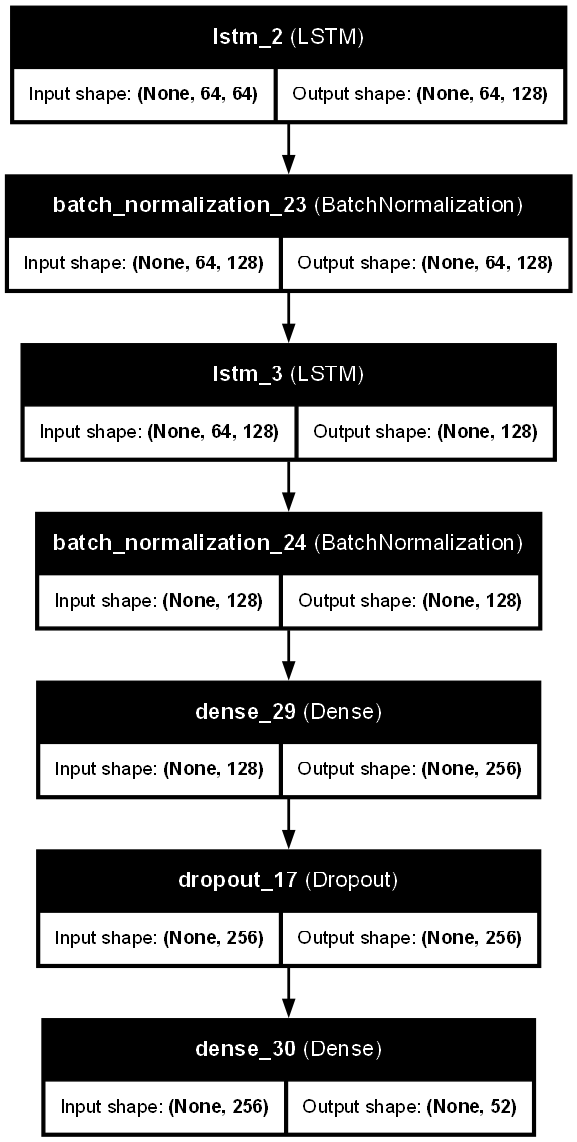 lstm_2 (LSTM)
Input shape: (None, 64, 64) Output shape: (None, 64, 128)
batch_normalization_23 (BatchNormalization)
Input shape: (None, 64, 128) Output shape: (None, 64, 128)
lstm_3 (LSTM)
Input shape: (None, 64, 128) Output shape: (None, 128)
batch_normalization_24 (BatchNormalization)
Input shape: (None, 128) Output shape: (None, 128)
dense_29 (Dense)
Input shape: (None, 128) Output shape: (None, 256)
dropout_17 (Dropout)
Input shape: (None, 256) Output shape: (None, 256)
dense_30 (Dense)
Input shape: (None, 256) Output shape: (None, 52)